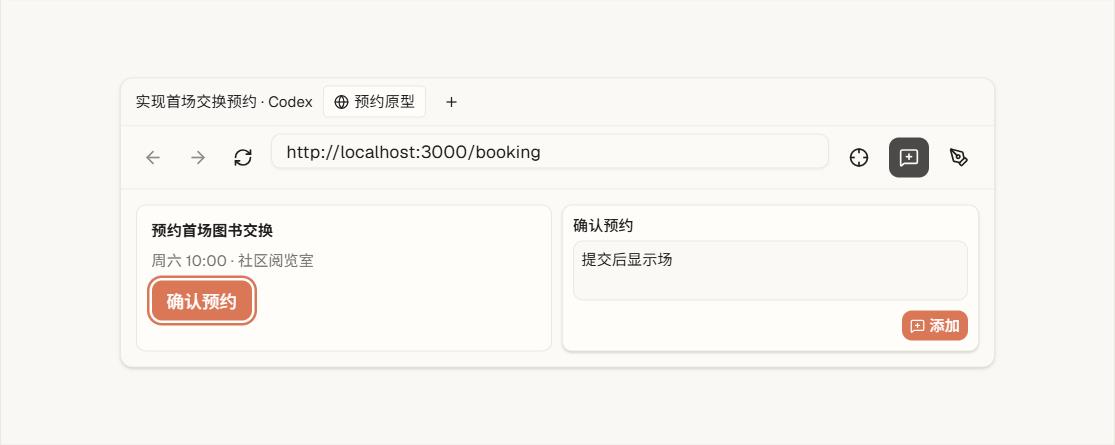 实现首场交换预约 · Codex
预约原型
+
http://localhost:3000/booking
预约首场图书交换
周六 10:00 · 社区阅览室
确认预约
确认预约
提交后显示场
添加